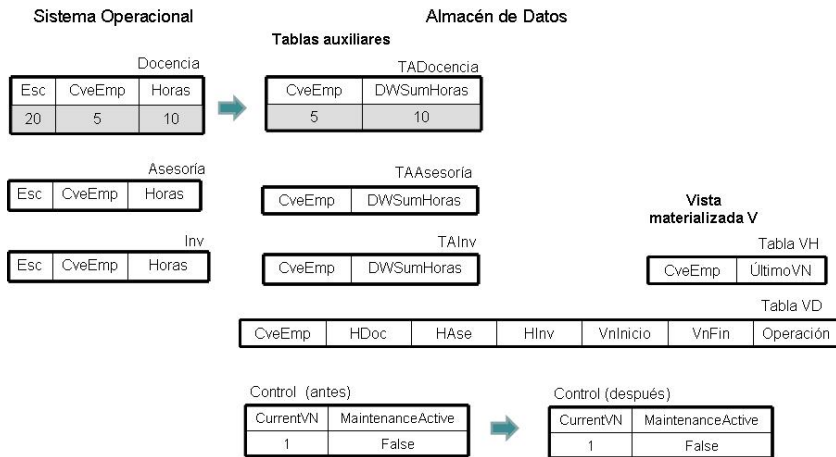 Sistema Operacional
Almacén de Datos
Tablas auxiliares
Docencia
Esc CveEmp Horas
20 5 10
TADocencia
CveEmp DWSumHoras
5 10
Asesoría
Esc CveEmp Horas
TAAsesoría
CveEmp DWSumHoras
Inv
Esc CveEmp Horas
TAInv
CveEmp DWSumHoras
Vista
materializada V
Tabla VH
CveEmp ÚltimoVN
Tabla VD
CveEmp HDoc HAse HInv VnInicio VnFin Operación
Control (antes)
CurrentVN MaintenanceActive
1 False
Control (después)
CurrentVN MaintenanceActive
1 False